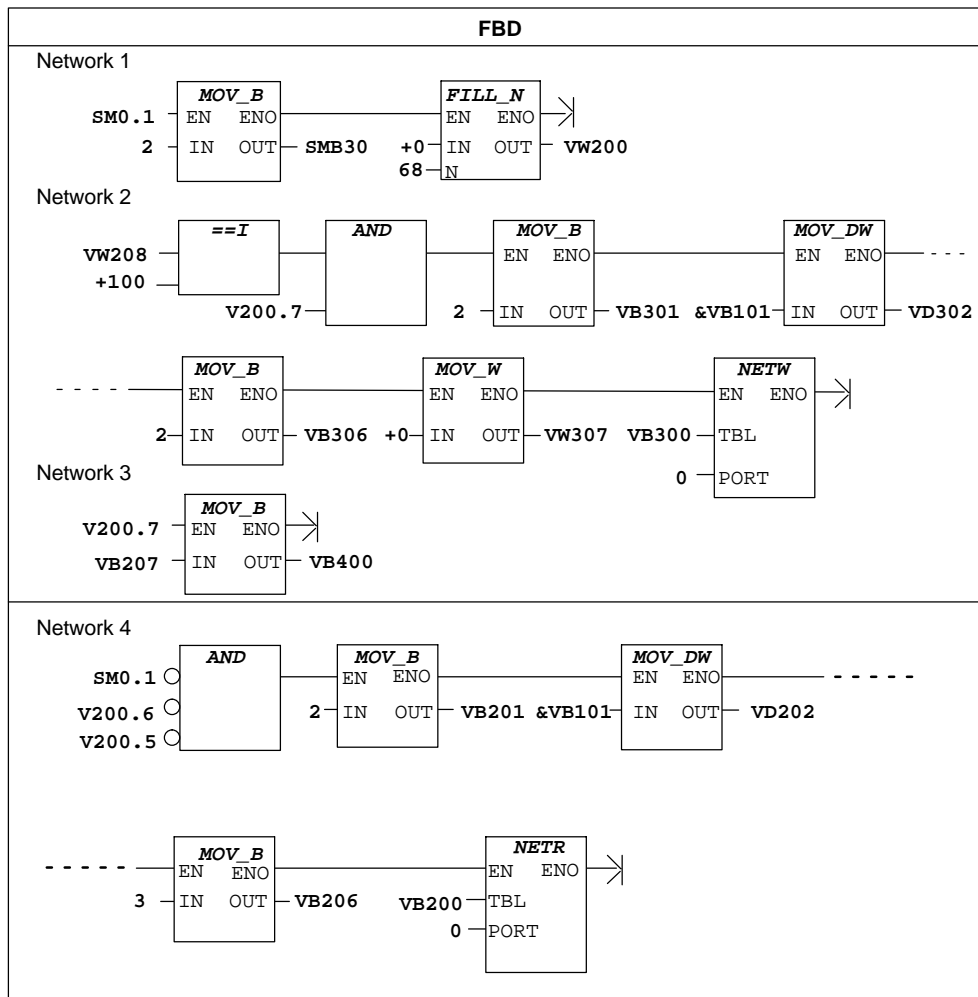 FBD
Network 1
MOV_B FILL_N
SM0.1 EN ENO EN ENO
2 IN OUT SMB30 +0 IN OUT VW200
68 N
Network 2
==I AND MOV_B MOV_DW
VW208 EN ENO EN ENO
+100
V200.7 2 IN OUT VB301 &VB101 IN OUT VD302
MOV_B MOV_W NETW
EN ENO EN ENO EN ENO
2 IN OUT VB306 +0 IN OUT VW307 VB300 TBL
0 PORT
Network 3
MOV_B
V200.7 EN ENO
VB207 IN OUT VB400
Network 4
AND MOV_B MOV_DW
SM0.1 EN ENO EN ENO
V200.6 2 IN OUT VB201 &VB101 IN OUT VD202
V200.5
MOV_B NETR
EN ENO EN ENO
3 IN OUT VB206 VB200 TBL
0 PORT